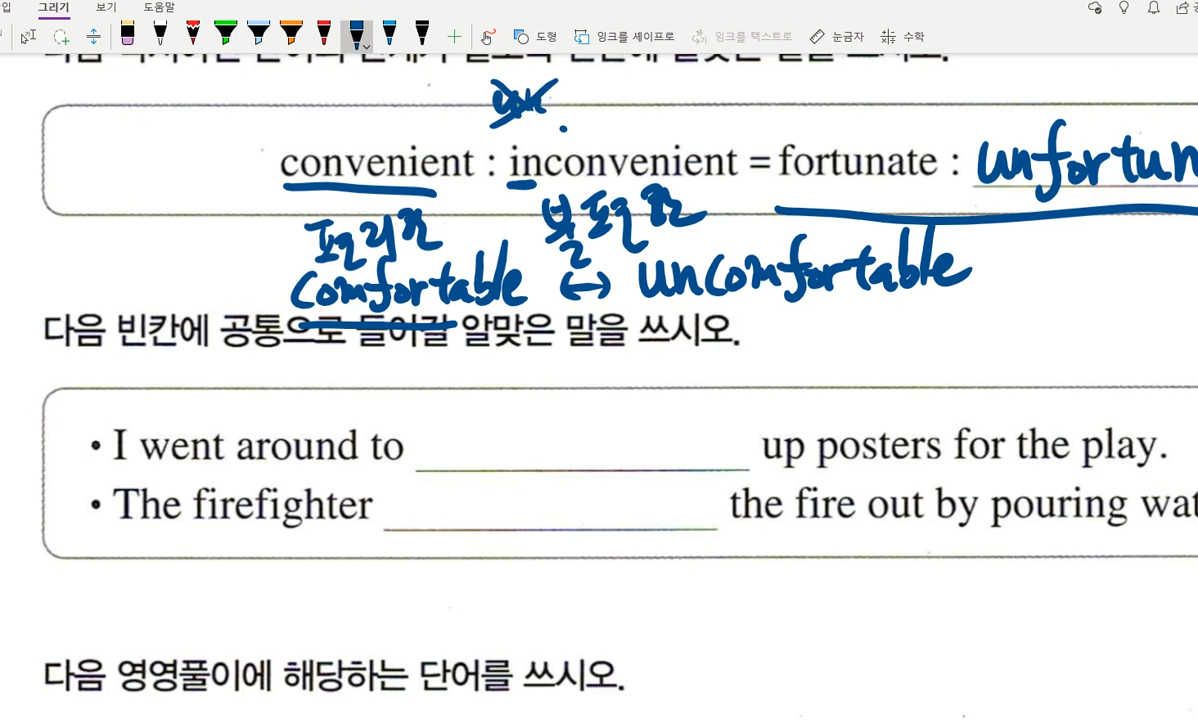 그리기 보기 도움말
도형 잉크를 셰이프로 잉크를 텍스트로 눈금자 수학
convenient : inconvenient = fortunate : unfortun
편리한 불편한
comfortable ↔ uncomfortable
다음 빈칸에 공통으로 들어갈 알맞은 말을 쓰시오.
• I went around to ____ up posters for the play.
• The firefighter ____ the fire out by pouring wat
다음 영영풀이에 해당하는 단어를 쓰시오.